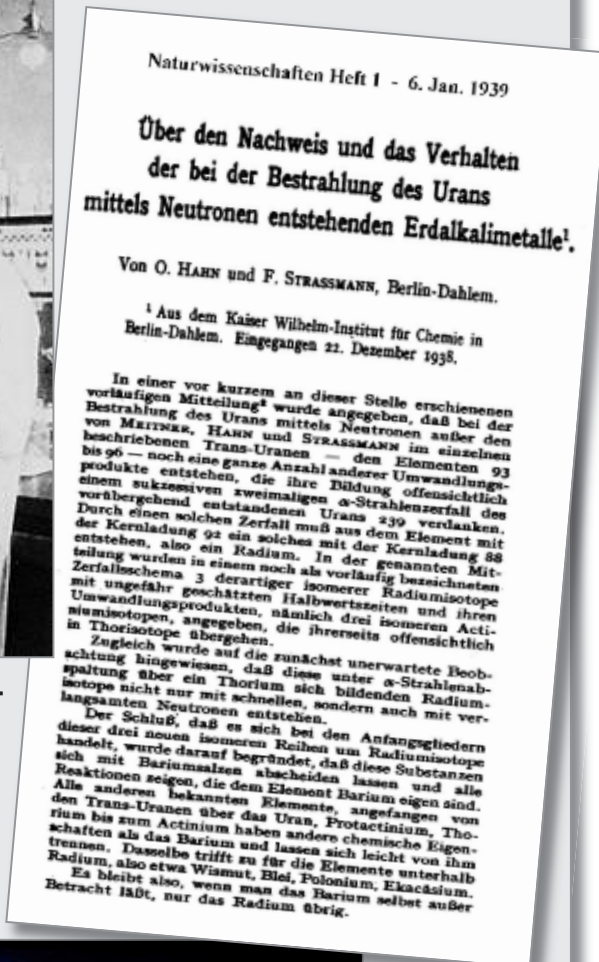 Naturwissenschaften Heft 1 - 6. Jan. 1939
Über den Nachweis und das Verhalten
der bei der Bestrahlung des Urans
mittels Neutronen entstehenden Erdalkalimetalle¹.
Von O. HAHN und F. STRASSMANN, Berlin-Dahlem.
¹ Aus dem Kaiser Wilhelm-Institut für Chemie in
Berlin-Dahlem. Eingegangen 22. Dezember 1938.
In einer vor kurzem an dieser Stelle erschienenen
vorläufigen Mitteilung² wurde angegeben, daß bei der
Bestrahlung des Urans mittels Neutronen außer den
von MEITNER, HAHN und STRASSMANN im einzelnen
beschriebenen Trans-Uranen — den Elementen 93
bis 96 — noch eine ganze Anzahl anderer Umwandlungs-
produkte entstehen, die ihre Bildung offensichtlich
einem sukzessiven zweimaligen α-Strahlenzerfall des
vorübergehend entstandenen Urans 239 verdanken.
Durch einen solchen Zerfall muß aus dem Element mit
der Kernladung 92 ein solches mit der Kernladung 88
entstehen, also ein Radium. In der genannten Mit-
teilung wurden in einem noch als vorläufig bezeichneten
Zerfallsschema 3 derartiger isomerer Radiumisotope
mit ungefähr geschätzten Halbwertszeiten und ihren
Umwandlungsprodukten, nämlich drei isomeren Acti-
niumisotopen, angegeben, die ihrerseits offensichtlich
in Thorisotope übergehen.
Zugleich wurde auf die zunächst unerwartete Beob-
achtung hingewiesen, daß diese unter α-Strahlenab-
spaltung über ein Thorium sich bildenden Radium-
isotope nicht nur mit schnellen, sondern auch mit ver-
langsamten Neutronen entstehen.
Der Schluß, daß es sich bei den Anfangsgliedern
dieser drei neuen isomeren Reihen um Radiumisotope
handelt, wurde darauf begründet, daß diese Substanzen
sich mit Bariumsalzen abscheiden lassen und alle
Reaktionen zeigen, die dem Element Barium eigen sind.
Alle anderen bekannten Elemente, angefangen von
den Trans-Uranen über das Uran, Protactinium, Tho-
rium bis zum Actinium haben andere chemische Eigen-
schaften als das Barium und lassen sich leicht von ihm
trennen. Dasselbe trifft zu für die Elemente unterhalb
Radium, also etwa Wismut, Blei, Polonium, Ekacäsium.
Es bleibt also, wenn man das Barium selbst außer
Betracht läßt, nur das Radium übrig.